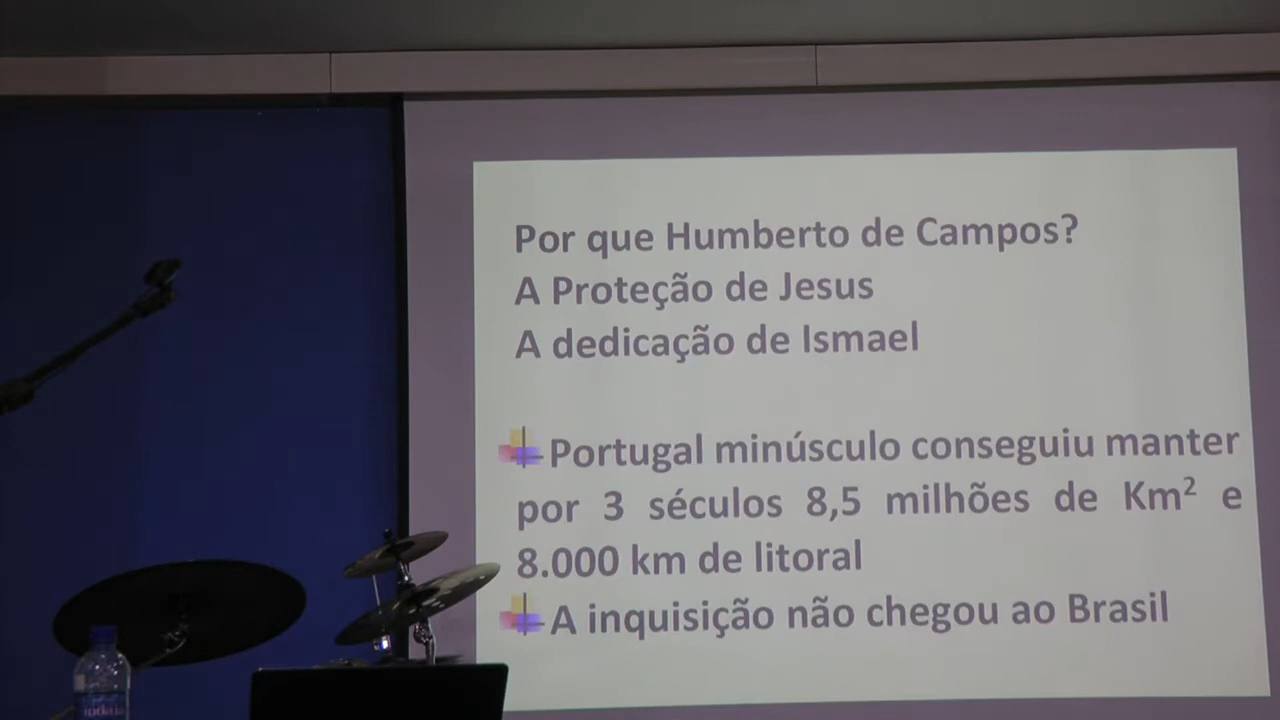 Por que Humberto de Campos?
A Proteção de Jesus
A dedicação de Ismael
Portugal minúsculo conseguiu manter
por 3 séculos 8,5 milhões de Km² e
8.000 km de litoral
A inquisição não chegou ao Brasil